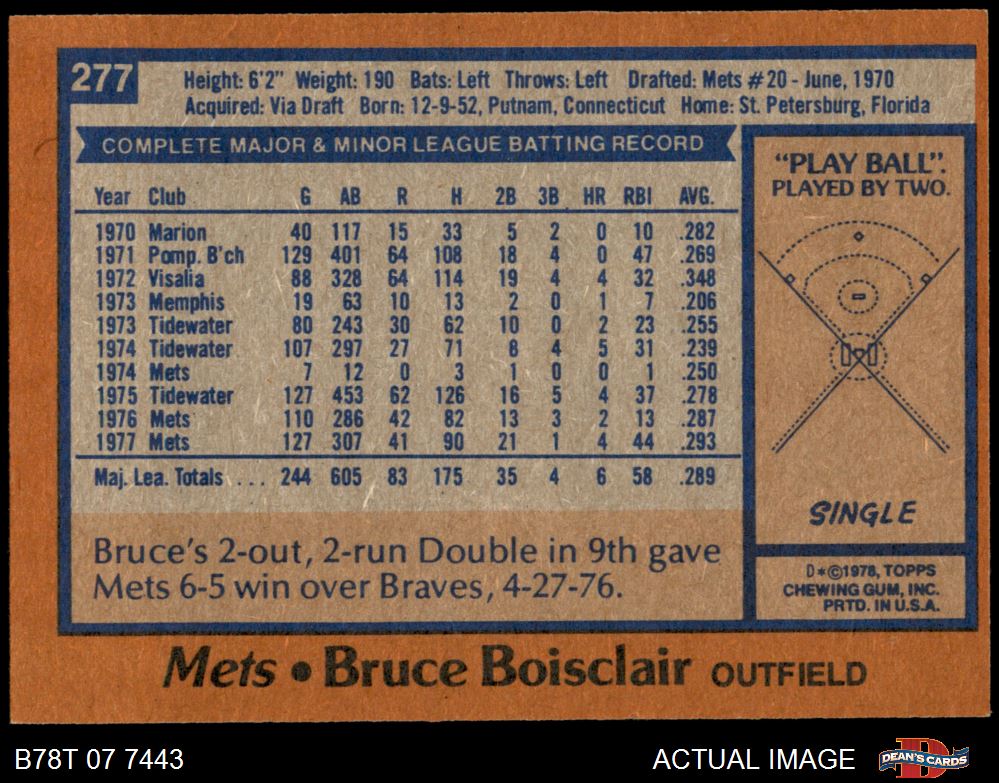 277
Height: 6'2" Weight: 190 Bats: Left Throws: Left Drafted: Mets #20 - June, 1970
Acquired: Via Draft Born: 12-9-52, Putnam, Connecticut Home: St. Petersburg, Florida
COMPLETE MAJOR & MINOR LEAGUE BATTING RECORD
Year Club G AB R H 2B 3B HR RBI AVG.
1970 Marion 40 117 15 33 5 2 0 10 .282
1971 Pomp. B'ch 129 401 64 108 18 4 0 47 .269
1972 Visalia 88 328 64 114 19 4 4 32 .348
1973 Memphis 19 63 10 13 2 0 1 7 .206
1973 Tidewater 80 243 30 62 10 0 2 23 .255
1974 Tidewater 107 297 27 71 8 4 5 31 .239
1974 Mets 7 12 0 3 1 0 0 1 .250
1975 Tidewater 127 453 62 126 16 5 4 37 .278
1976 Mets 110 286 42 82 13 3 2 13 .287
1977 Mets 127 307 41 90 21 1 4 44 .293
Maj. Lea. Totals ... 244 605 83 175 35 4 6 58 .289
Bruce's 2-out, 2-run Double in 9th gave
Mets 6-5 win over Braves, 4-27-76.
"PLAY BALL".
PLAYED BY TWO.
SINGLE
D*©1978, TOPPS
CHEWING GUM, INC.
PRTD. IN U.S.A.
Mets • Bruce Boisclair OUTFIELD
B78T 07 7443
ACTUAL IMAGE
DEAN'S CARDS